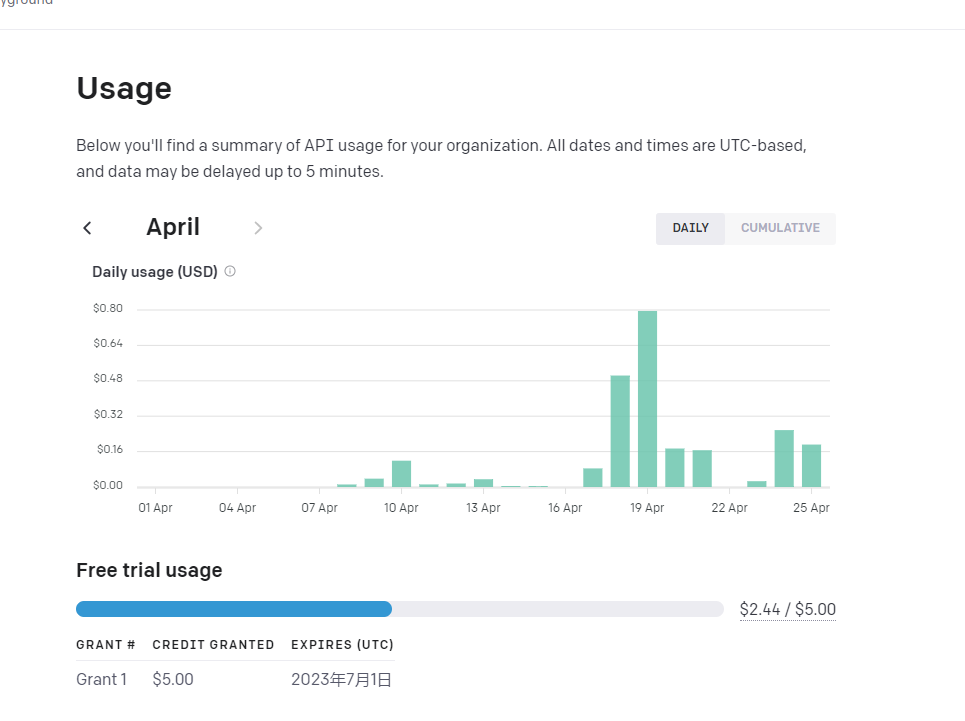 yground
Usage
Below you'll find a summary of API usage for your organization. All dates and times are UTC-based,
and data may be delayed up to 5 minutes.
April
DAILY CUMULATIVE
Daily usage (USD)
$0.80
$0.64
$0.48
$0.32
$0.16
$0.00
01 Apr 04 Apr 07 Apr 10 Apr 13 Apr 16 Apr 19 Apr 22 Apr 25 Apr
Free trial usage
$2.44 / $5.00
GRANT # CREDIT GRANTED EXPIRES (UTC)
Grant 1 $5.00 2023年7月1日